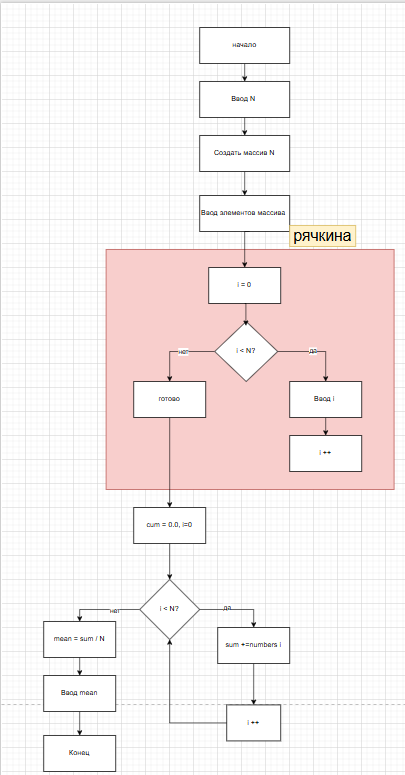 начало
Ввод N
Создать массив N
Ввод элементов массива
рячкина
i = 0
i < N?
нет
да
готово
Ввод i
i ++
сum = 0.0, i=0
i < N?
нет
да
mean = sum / N
sum +=numbers i
Ввод mean
i ++
Конец